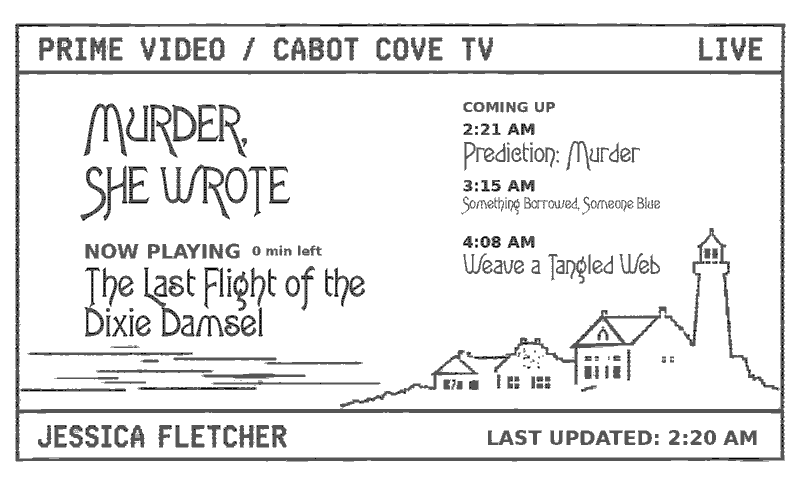 PRIME VIDEO / CABOT COVE TV
LIVE
MURDER,
SHE WROTE
NOW PLAYING 0 min left
The Last Flight of the
Dixie Damsel
COMING UP
2:21 AM
Prediction: Murder
3:15 AM
Something Borrowed, Someone Blue
4:08 AM
Weave a Tangled Web
JESSICA FLETCHER
LAST UPDATED: 2:20 AM